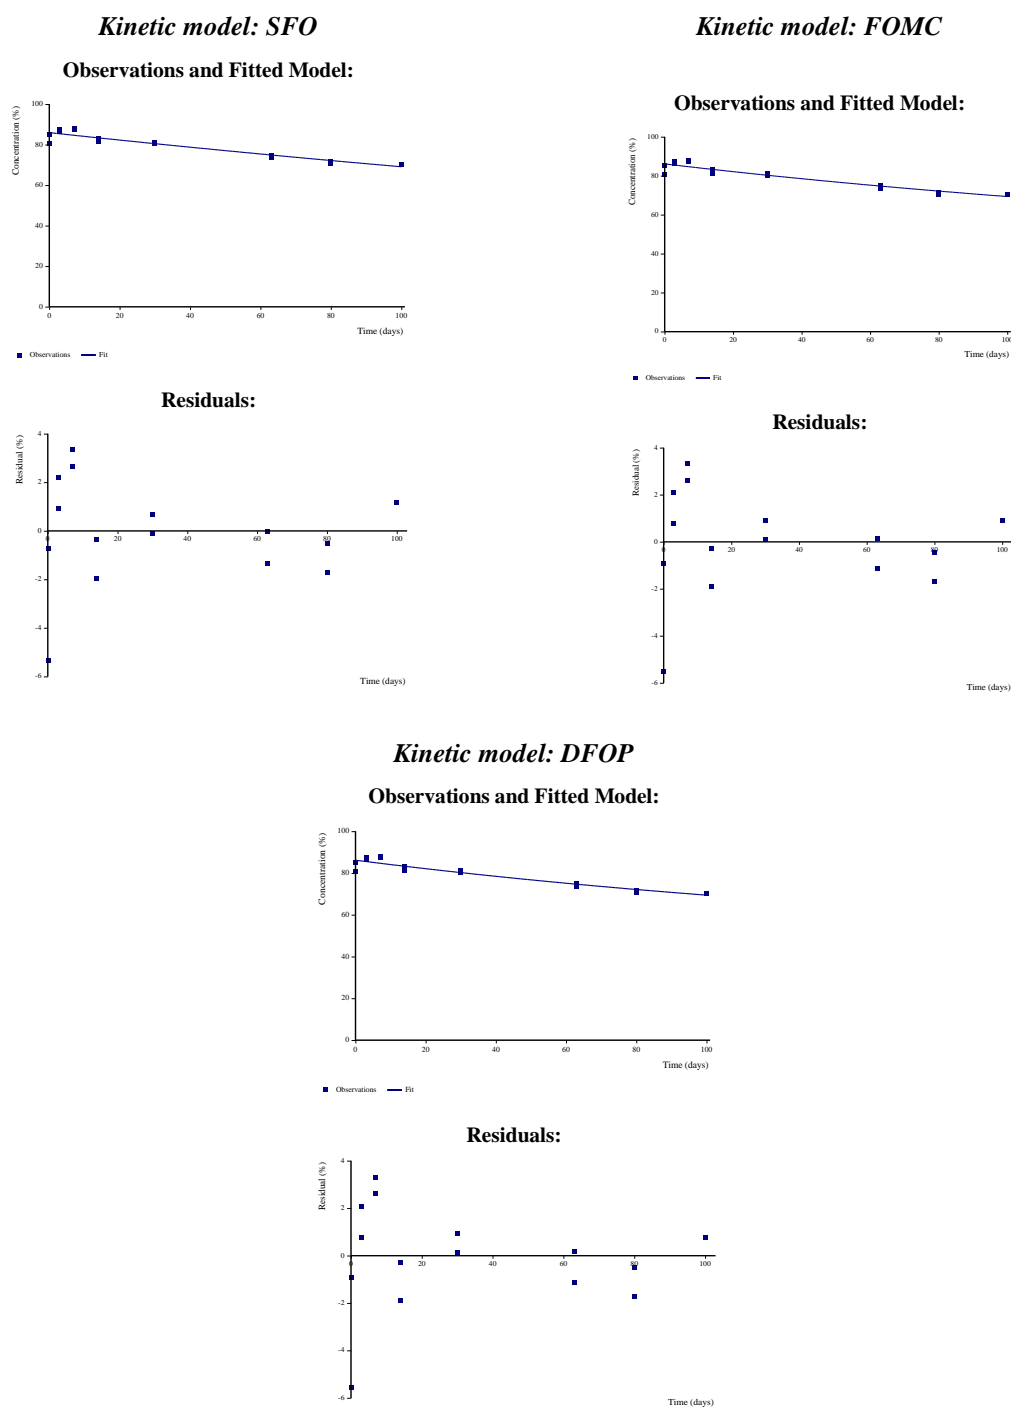 Kinetic model: SFO
Observations and Fitted Model:
Concentration (%)
100
80
60
40
20
0
0 20 40 60 80 100
Time (days)
Observations Fit
Residuals:
Residual (%)
4
2
0
-2
-4
-6
0 20 40 60 80 100
Time (days)
Kinetic model: FOMC
Observations and Fitted Model:
Concentration (%)
100
80
60
40
20
0
0 20 40 60 80 100
Time (days)
Observations Fit
Residuals:
Residual (%)
4
2
0
-2
-4
-6
0 20 40 60 80 100
Time (days)
Kinetic model: DFOP
Observations and Fitted Model:
Concentration (%)
100
80
60
40
20
0
0 20 40 60 80 100
Time (days)
Observations Fit
Residuals:
Residual (%)
4
2
0
-2
-4
-6
0 20 40 60 80 100
Time (days)